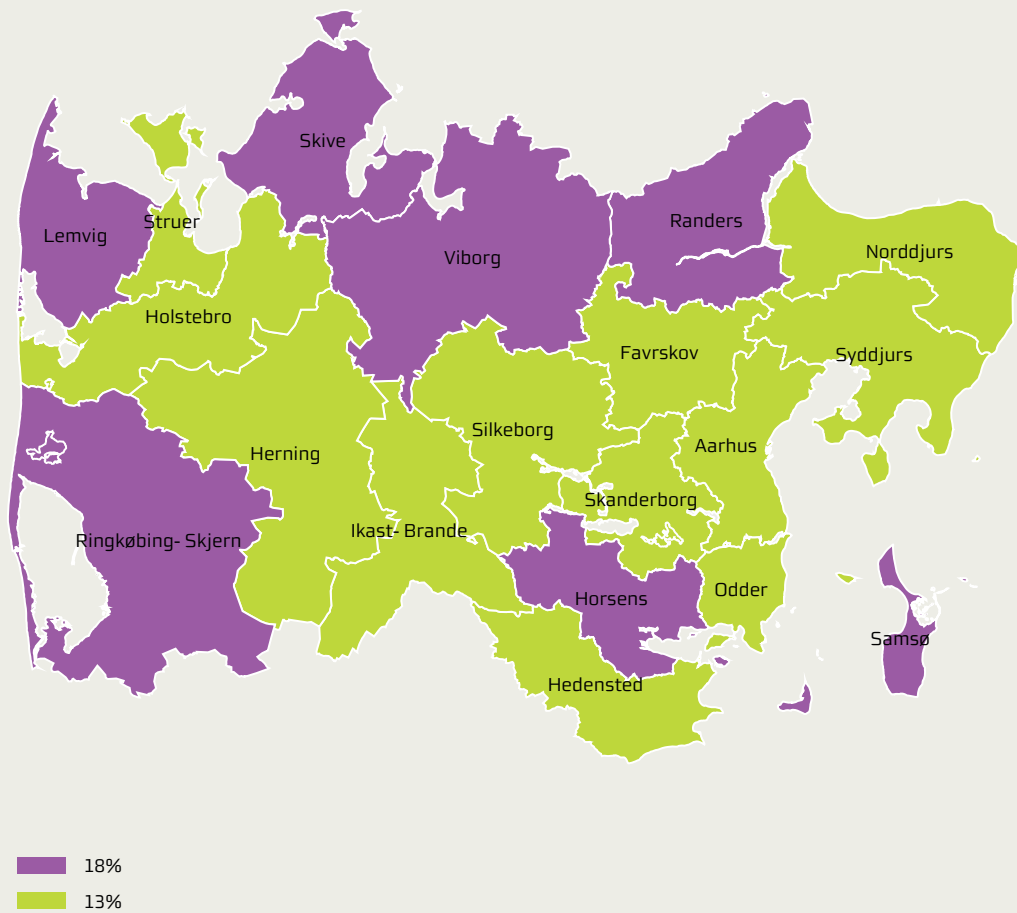 Skive
Lemvig
Struer
Randers
Viborg
Norddjurs
Holstebro
Favrskov
Syddjurs
Silkeborg
Herning
Aarhus
Skanderborg
Ikast- Brande
Ringkøbing- Skjern
Odder
Horsens
Samsø
Hedensted
18%
13%